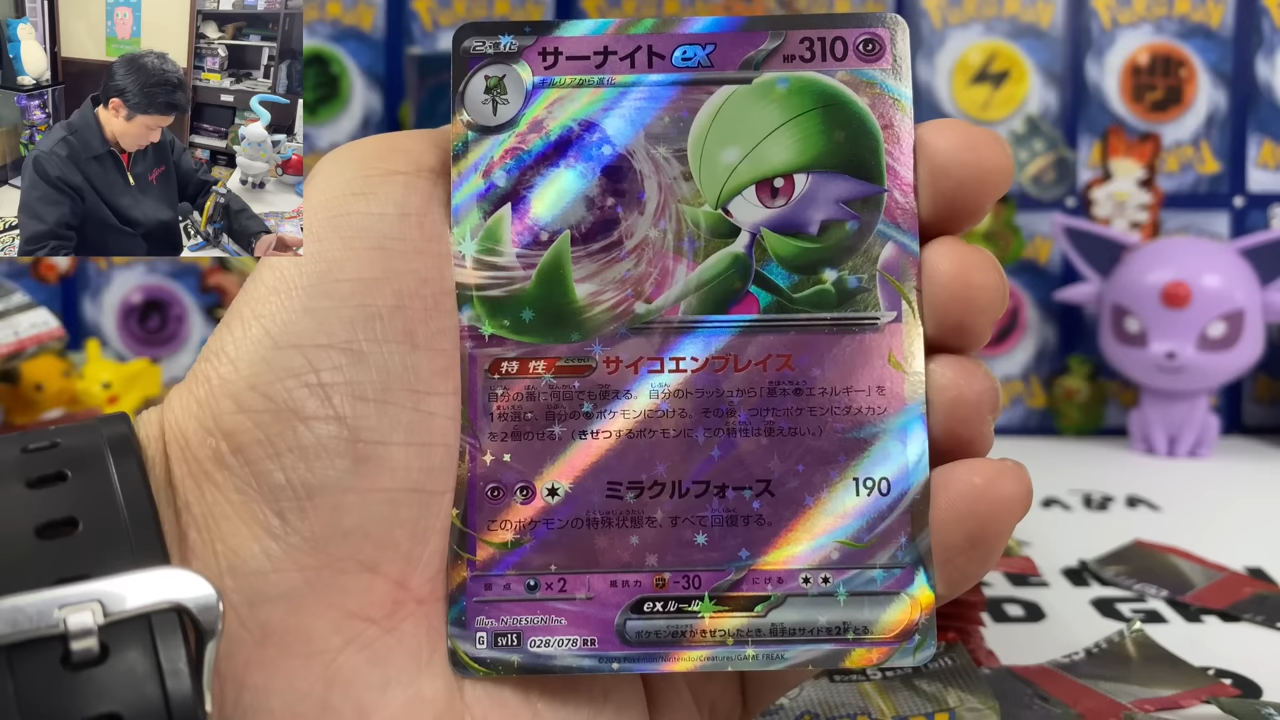 2進化
サーナイトex
HP310
キルリアから進化
特性
とくせい
サイコエンブレイス
自分の番に何回でも使える。自分のトラッシュから「基本エネルギー」を
1枚選び、自分のポケモンにつける。その後、つけたポケモンにダメカン
を2個のせる。(きぜつするポケモンに、この特性は使えない。)
ミラクルフォース
190
このポケモンの特殊状態を、すべて回復する。
弱点 ×2
抵抗力 -30
にげる
exルール
ポケモンexがきぜつしたとき、相手はサイドを2枚とる。
Illus. N-DESIGN Inc.
G sv1S 028/078 RR
©2023 Pokémon/Nintendo/Creatures/GAME FREAK.